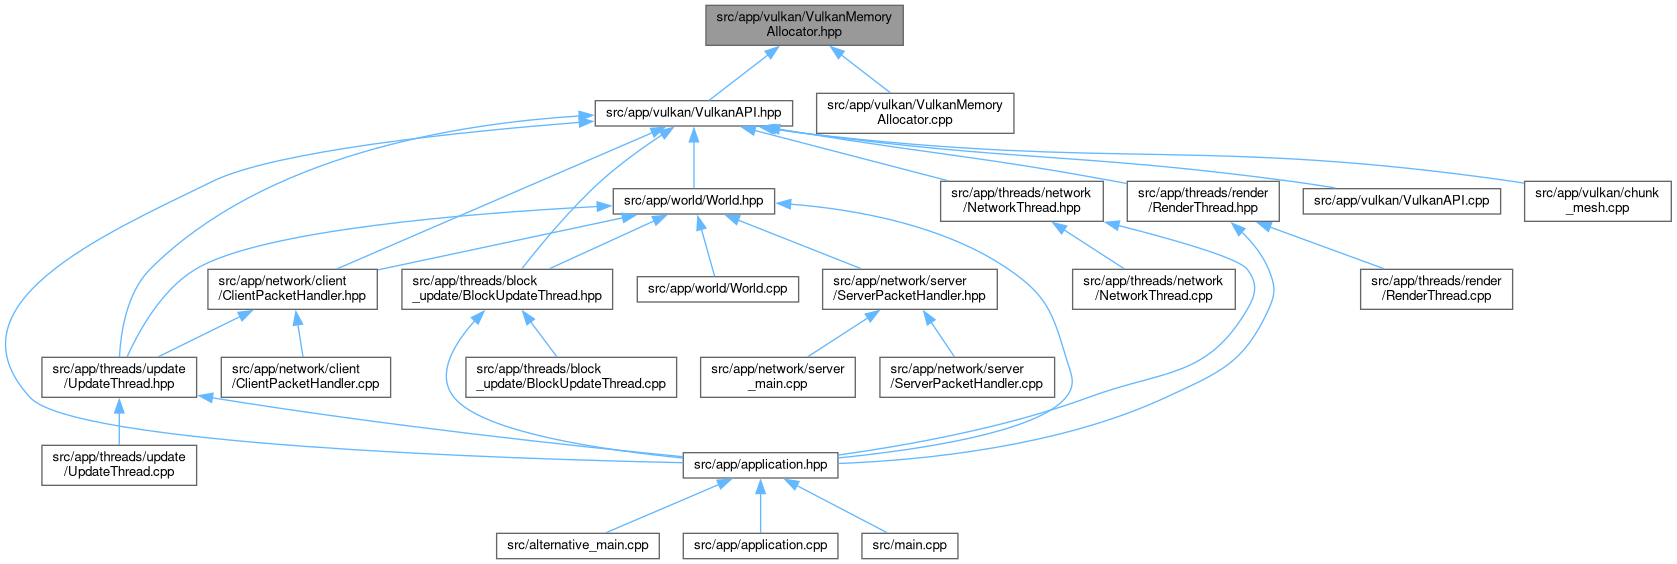 src/app/vulkan/VulkanMemory
Allocator.hpp
src/app/vulkan/VulkanAPI.hpp
src/app/vulkan/VulkanMemory
Allocator.cpp
src/app/world/World.hpp
src/app/threads/network
/NetworkThread.hpp
src/app/threads/render
/RenderThread.hpp
src/app/vulkan/VulkanAPI.cpp
src/app/vulkan/chunk
_mesh.cpp
src/app/network/client
/ClientPacketHandler.hpp
src/app/threads/block
_update/BlockUpdateThread.hpp
src/app/world/World.cpp
src/app/network/server
/ServerPacketHandler.hpp
src/app/threads/network
/NetworkThread.cpp
src/app/threads/render
/RenderThread.cpp
src/app/threads/update
/UpdateThread.hpp
src/app/network/client
/ClientPacketHandler.cpp
src/app/threads/block
_update/BlockUpdateThread.cpp
src/app/network/server
_main.cpp
src/app/network/server
/ServerPacketHandler.cpp
src/app/threads/update
/UpdateThread.cpp
src/app/application.hpp
src/alternative_main.cpp
src/app/application.cpp
src/main.cpp